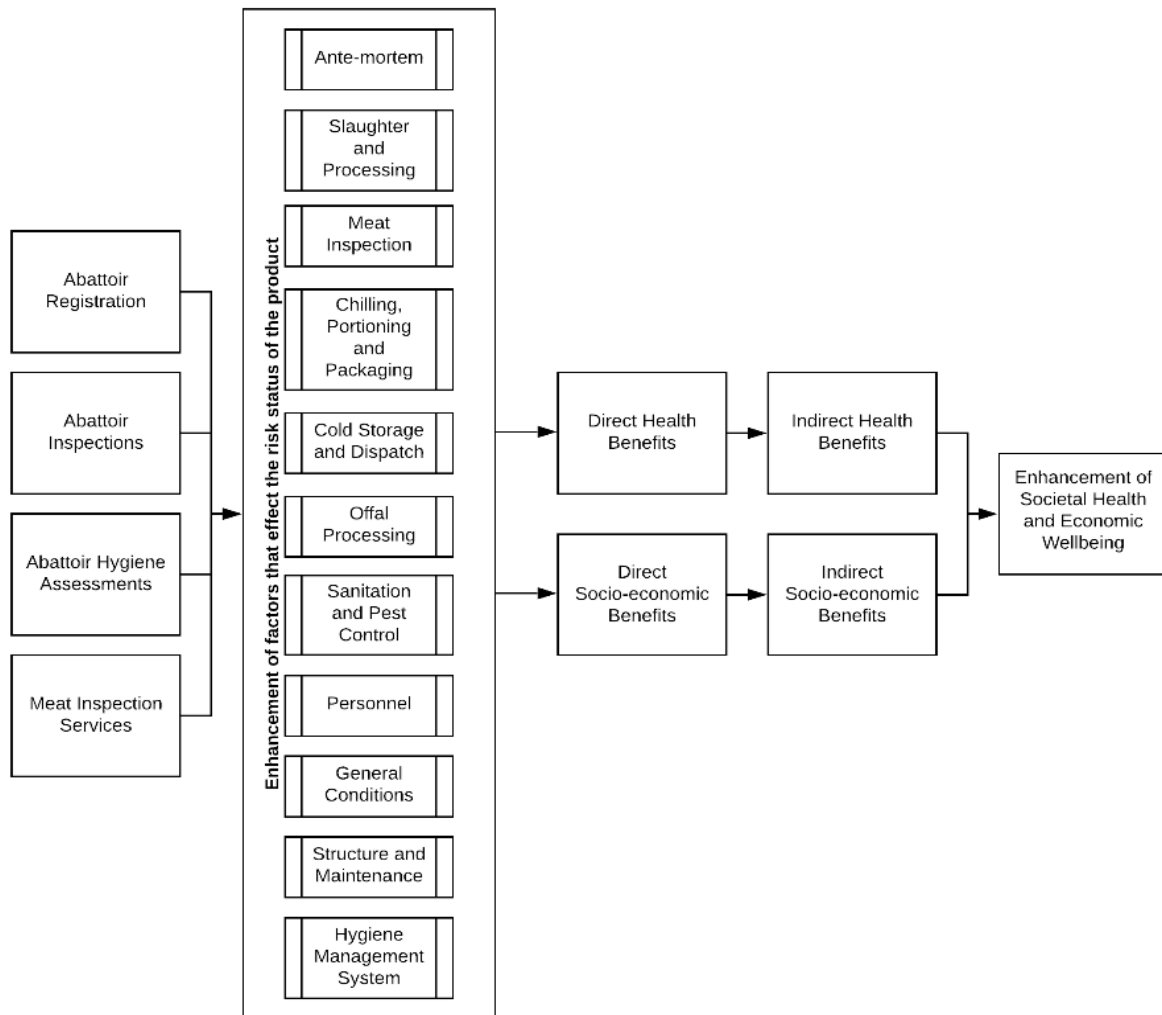 Abattoir
Registration
Abattoir
Inspections
Abattoir Hygiene
Assessments
Meat Inspection
Services
Enhancement of factors that effect the risk status of the product
Ante-mortem
Slaughter
and
Processing
Meat
Inspection
Chilling,
Portioning
and
Packaging
Cold Storage
and Dispatch
Offal
Processing
Sanitation
and Pest
Control
Personnel
General
Conditions
Structure and
Maintenance
Hygiene
Management
System
Direct Health
Benefits
Indirect Health
Benefits
Direct
Socio-economic
Benefits
Indirect
Socio-economic
Benefits
Enhancement of
Societal Health
and Economic
Wellbeing